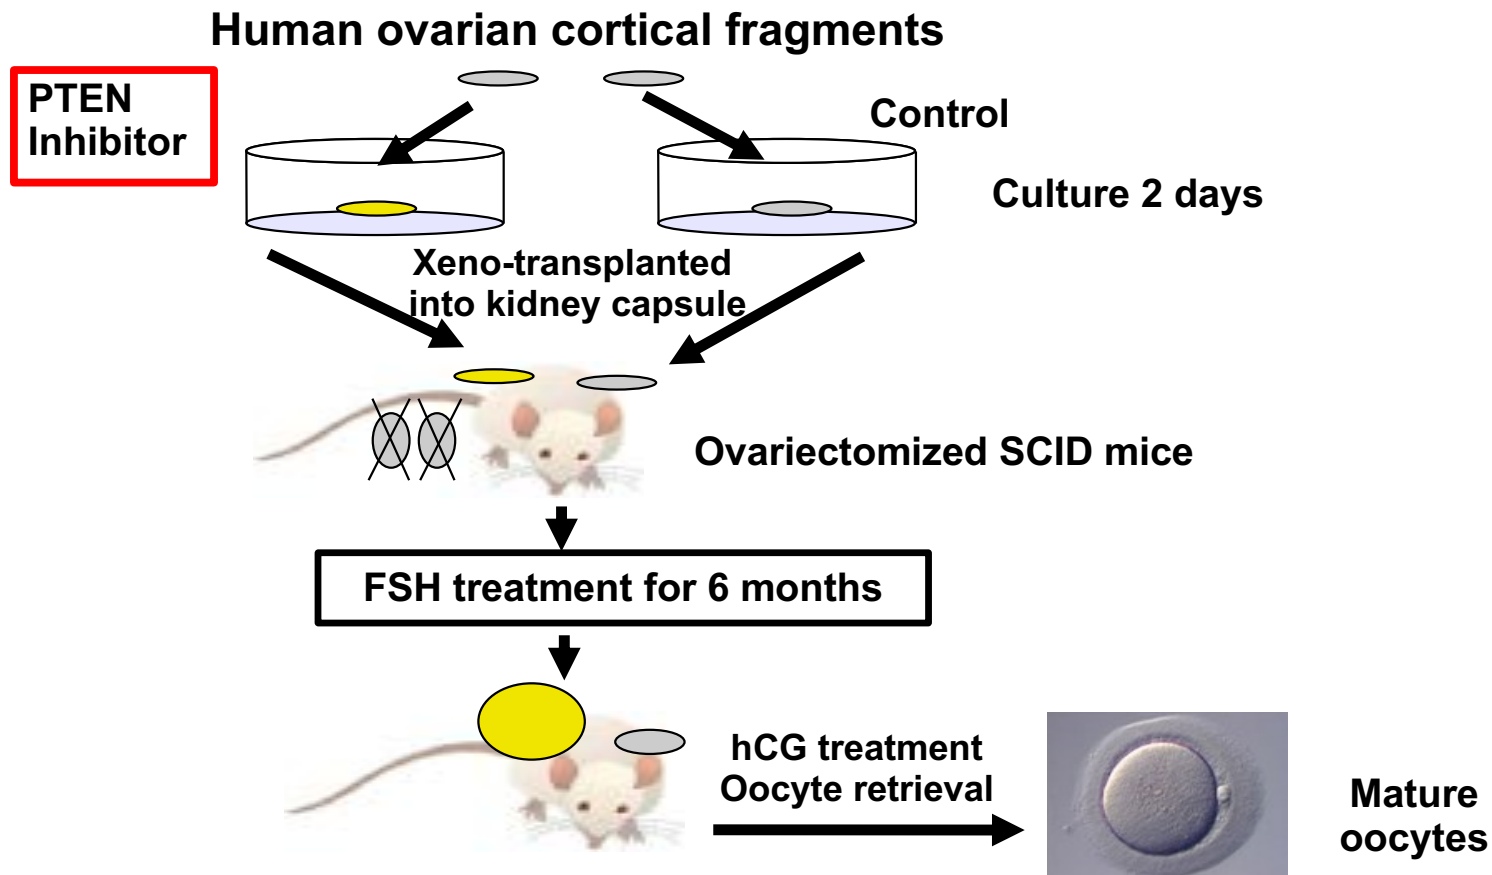 Human ovarian cortical fragments
PTEN
Inhibitor
Control
Culture 2 days
Xeno-transplanted
into kidney capsule
Ovariectomized SCID mice
FSH treatment for 6 months
hCG treatment
Oocyte retrieval
Mature
oocytes